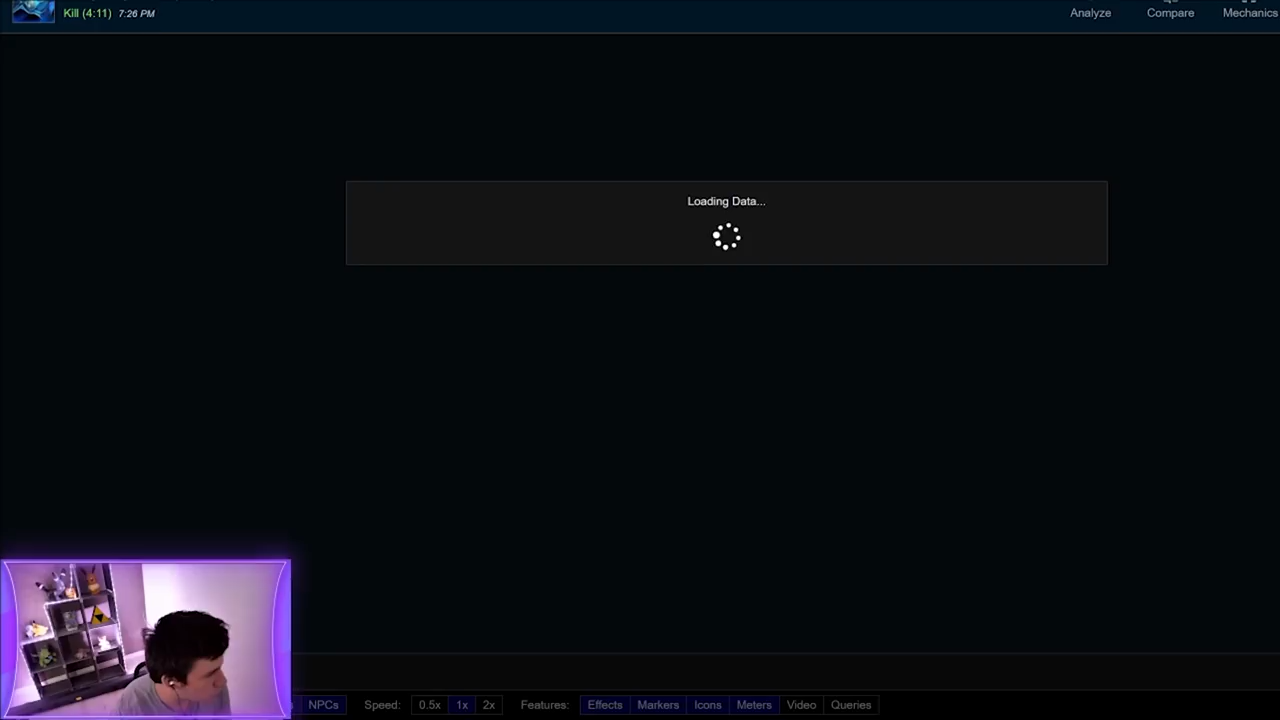 Kill (4:11) 7:26 PM
Analyze Compare Mechanics
Loading Data...
NPCs Speed: 0.5x 1x 2x Features: Effects Markers Icons Meters Video Queries